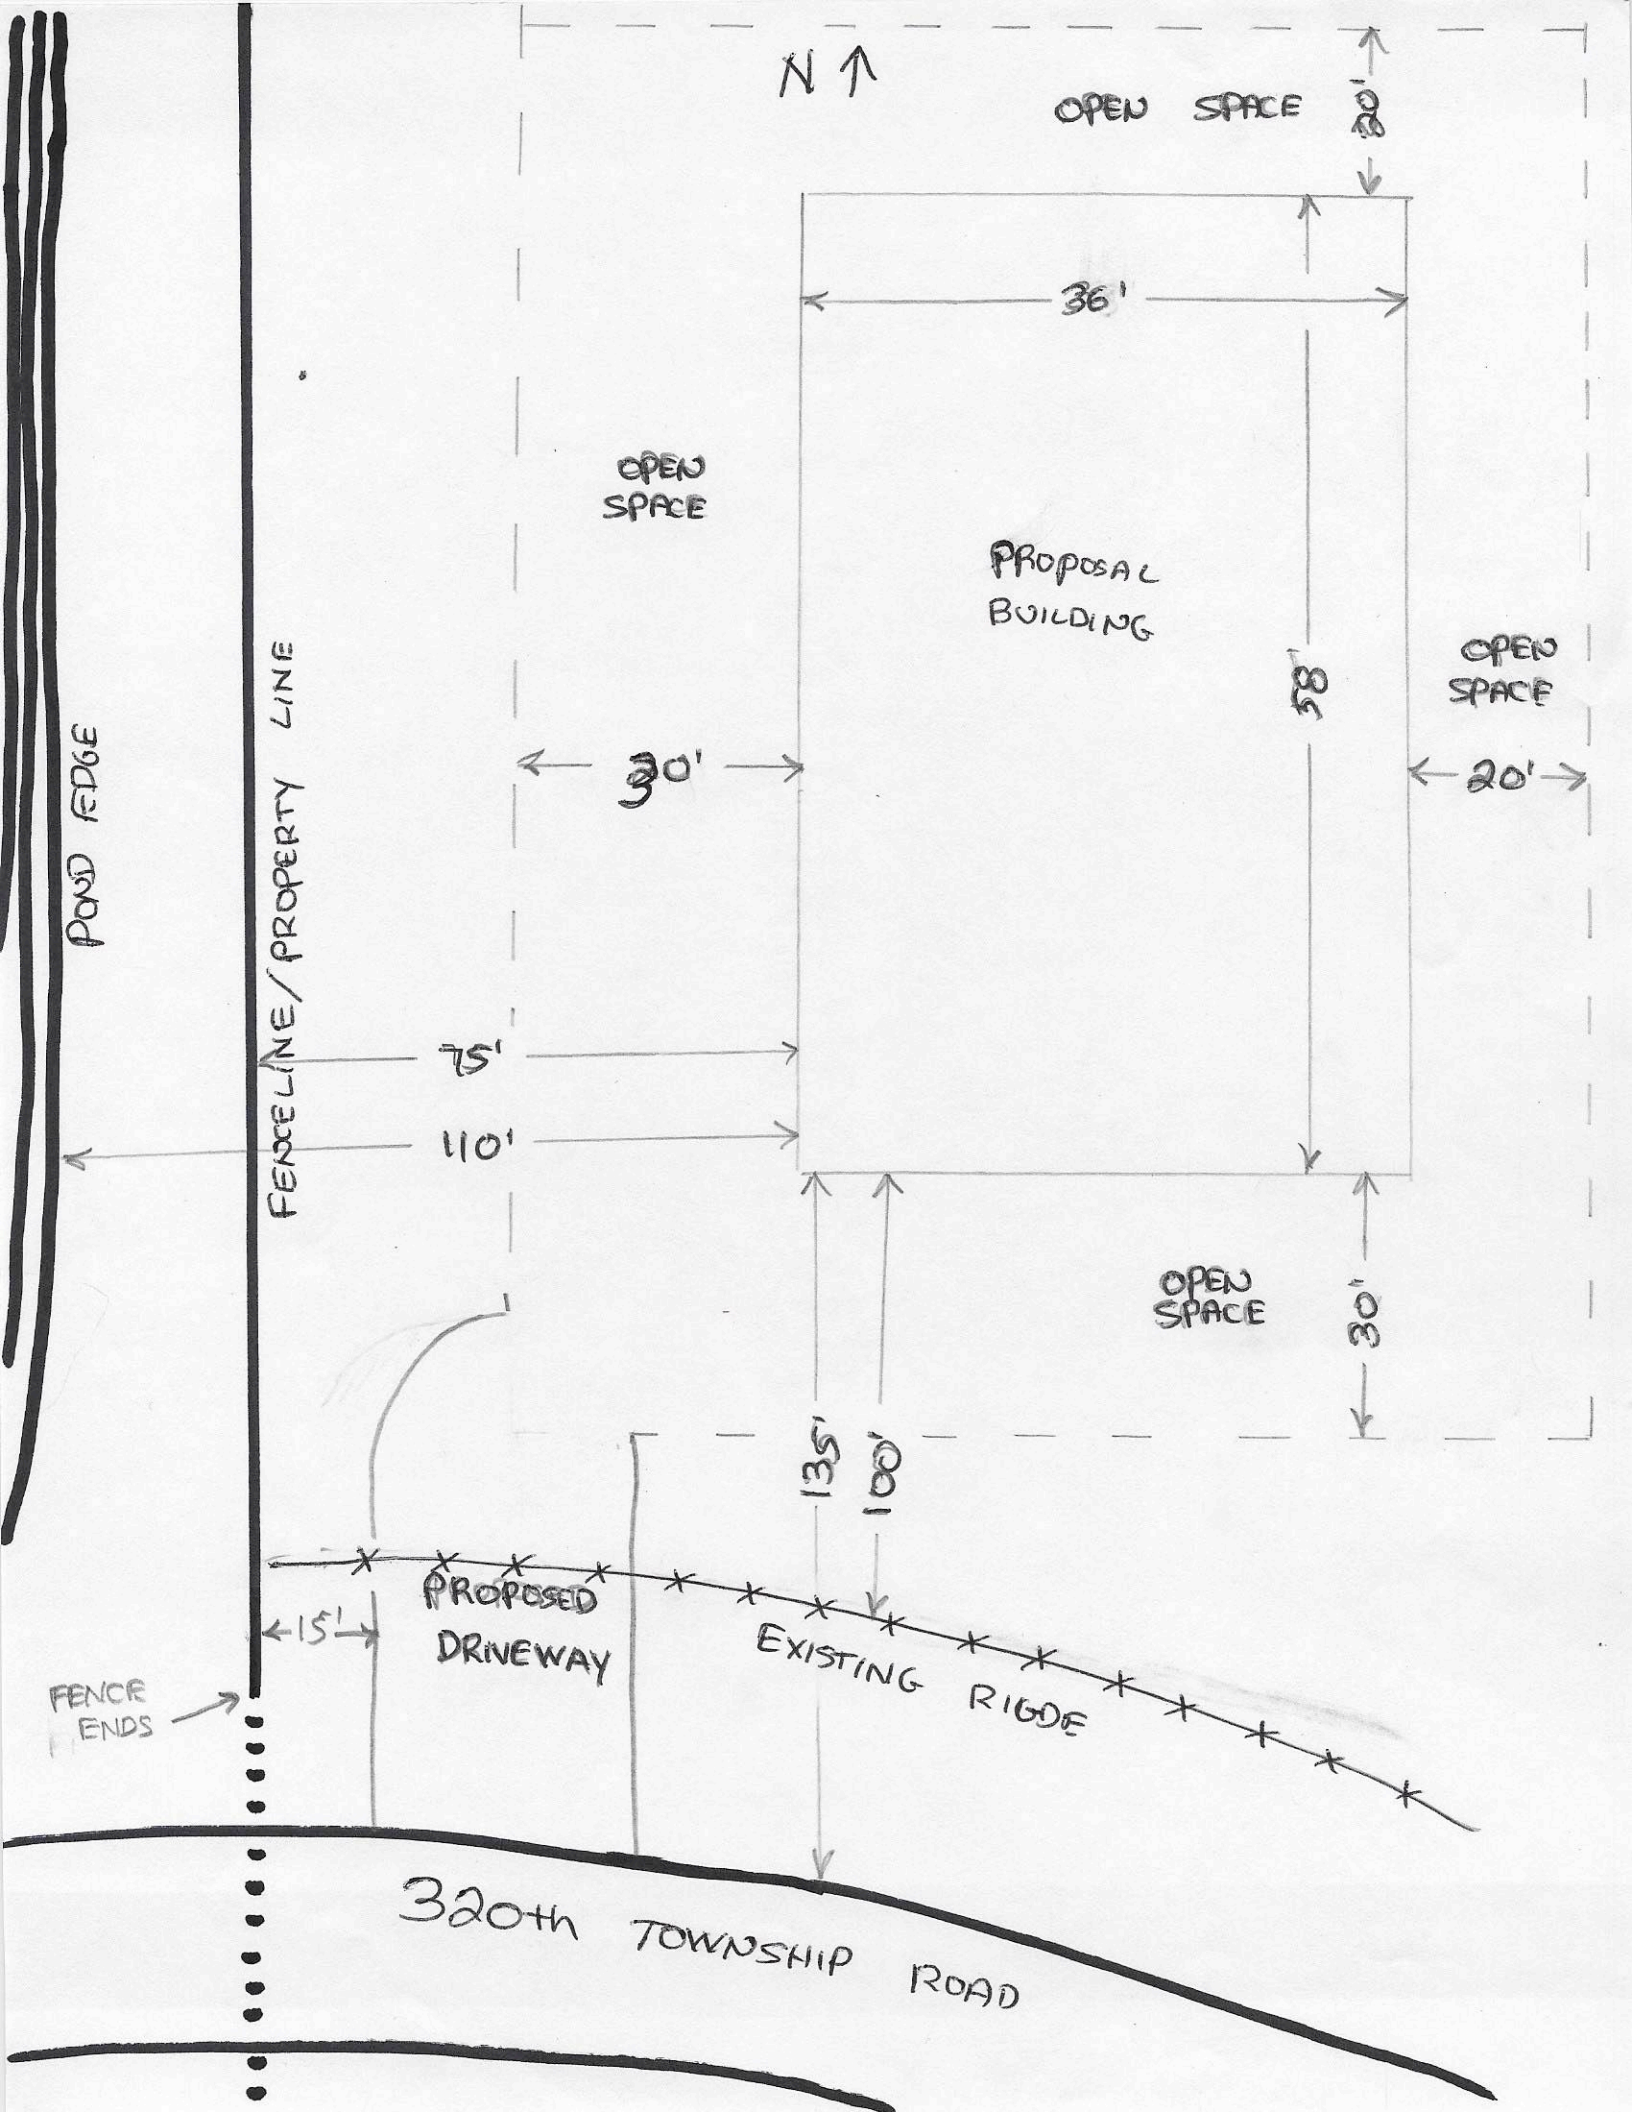 N
OPEN SPACE
36'
OPEN
SPACE
PROPOSAL
BUILDING
58'
OPEN
SPACE
30'
20'
POND EDGE
FENCELINE/PROPERTY LINE
75'
110'
OPEN
SPACE
30'
135'
100'
PROPOSED
DRIVEWAY
15'
EXISTING RIGDE
FENCE
ENDS
320th TOWNSHIP ROAD